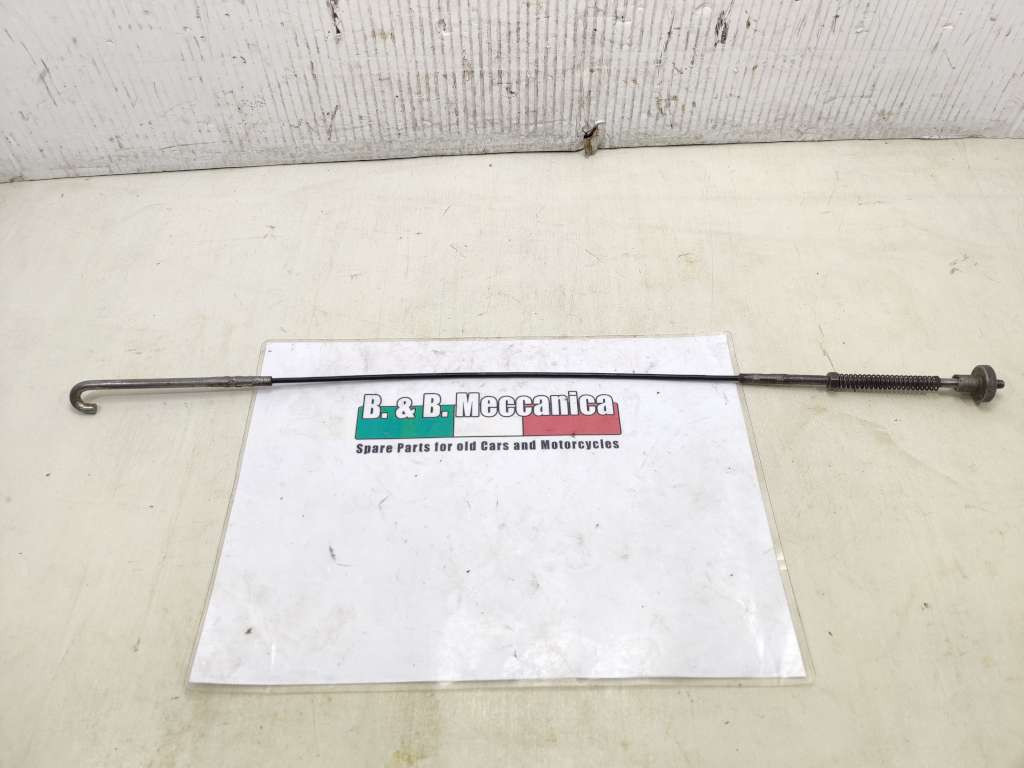 B. & B. Meccanica
Spare Parts for old Cars and Motorcycles